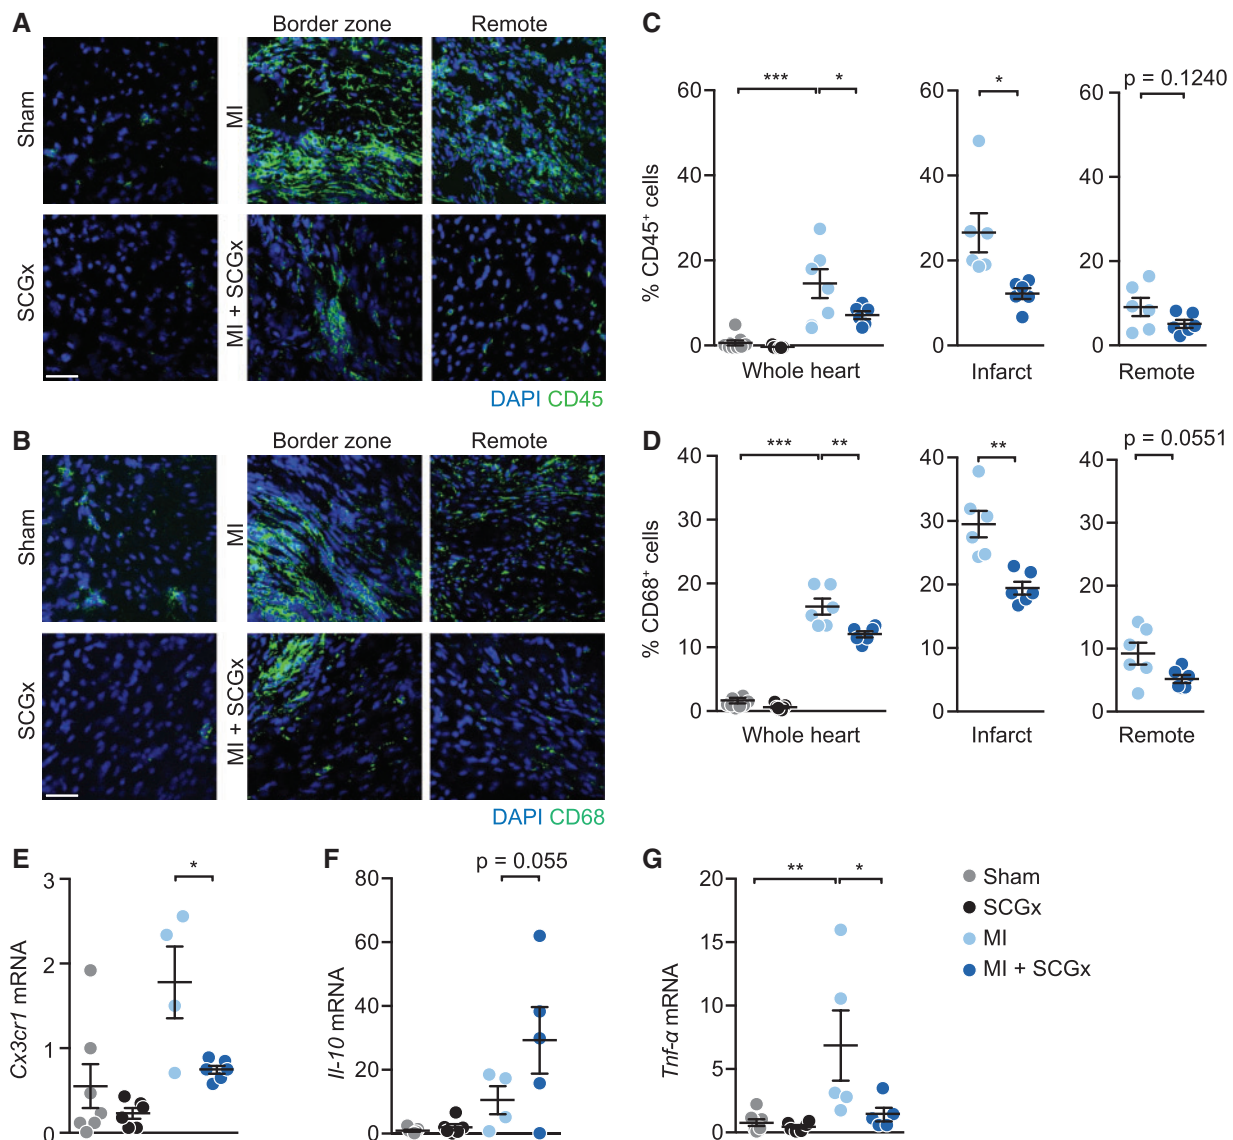 A
Border zone
Remote
Sham
MI
SCGx
MI + SCGx
DAPI CD45
B
Border zone
Remote
Sham
MI
SCGx
MI + SCGx
DAPI CD68
C
% CD45+ cells
60
40
20
0
***
*
Whole heart
60
40
20
0
*
Infarct
60
40
20
0
p = 0.1240
Remote
D
% CD68+ cells
40
30
20
10
0
***
**
Whole heart
40
30
20
10
0
**
Infarct
40
30
20
10
0
p = 0.0551
Remote
E
Cx3cr1 mRNA
3
2
1
0
*
F
Il-10 mRNA
80
60
40
20
0
p = 0.055
G
Tnf-α mRNA
20
15
10
5
0
**
*
Sham
SCGx
MI
MI + SCGx